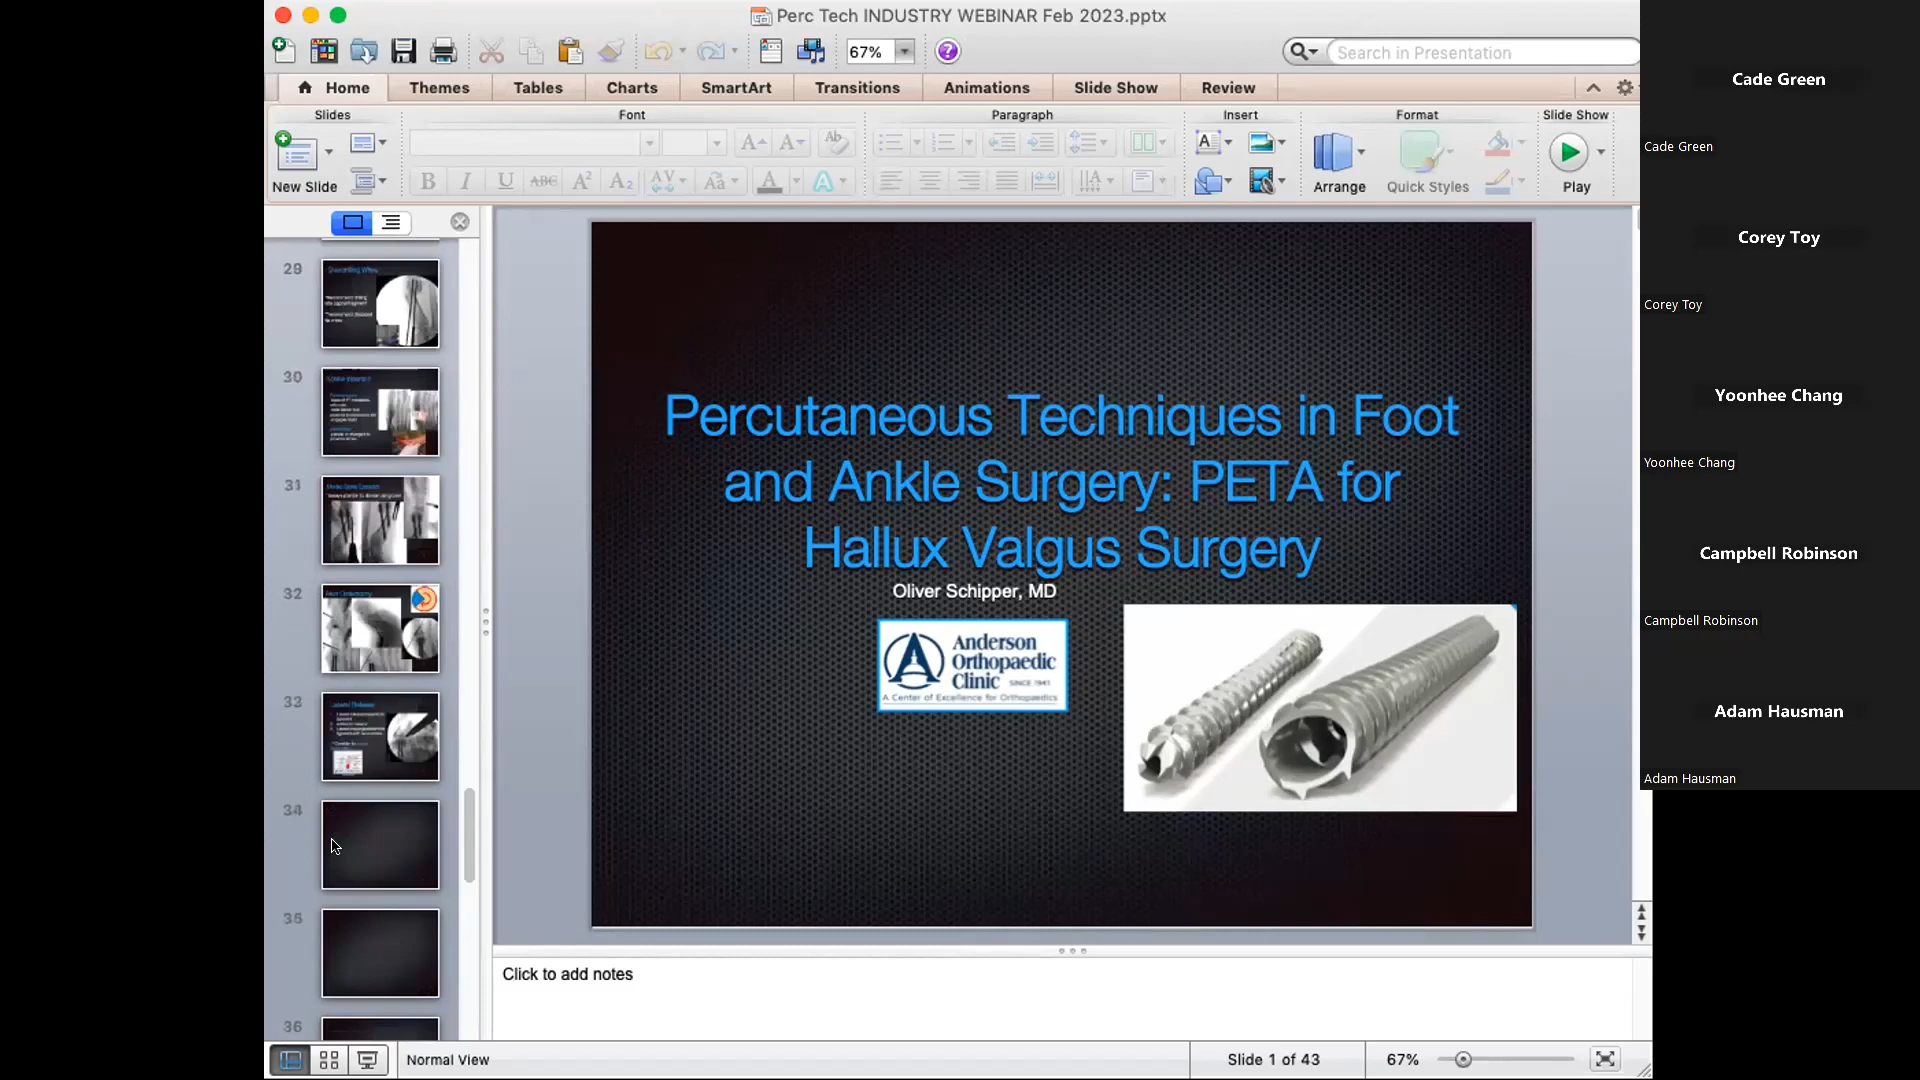 Perc Tech INDUSTRY WEBINAR Feb 2023.pptx
67%
Search in Presentation
Home
Themes
Tables
Charts
SmartArt
Transitions
Animations
Slide Show
Review
Slides
Font
Paragraph
Insert
Format
Slide Show
New Slide
Arrange
Quick Styles
Play
29
30
31
32
33
34
35
36
Percutaneous Techniques in Foot
and Ankle Surgery: PETA for
Hallux Valgus Surgery
Oliver Schipper, MD
Anderson
Orthopaedic
Clinic SINCE 1941
A Center of Excellence for Orthopaedics
Click to add notes
Normal View
Slide 1 of 43
67%
Cade Green
Cade Green
Corey Toy
Corey Toy
Yoonhee Chang
Yoonhee Chang
Campbell Robinson
Campbell Robinson
Adam Hausman
Adam Hausman